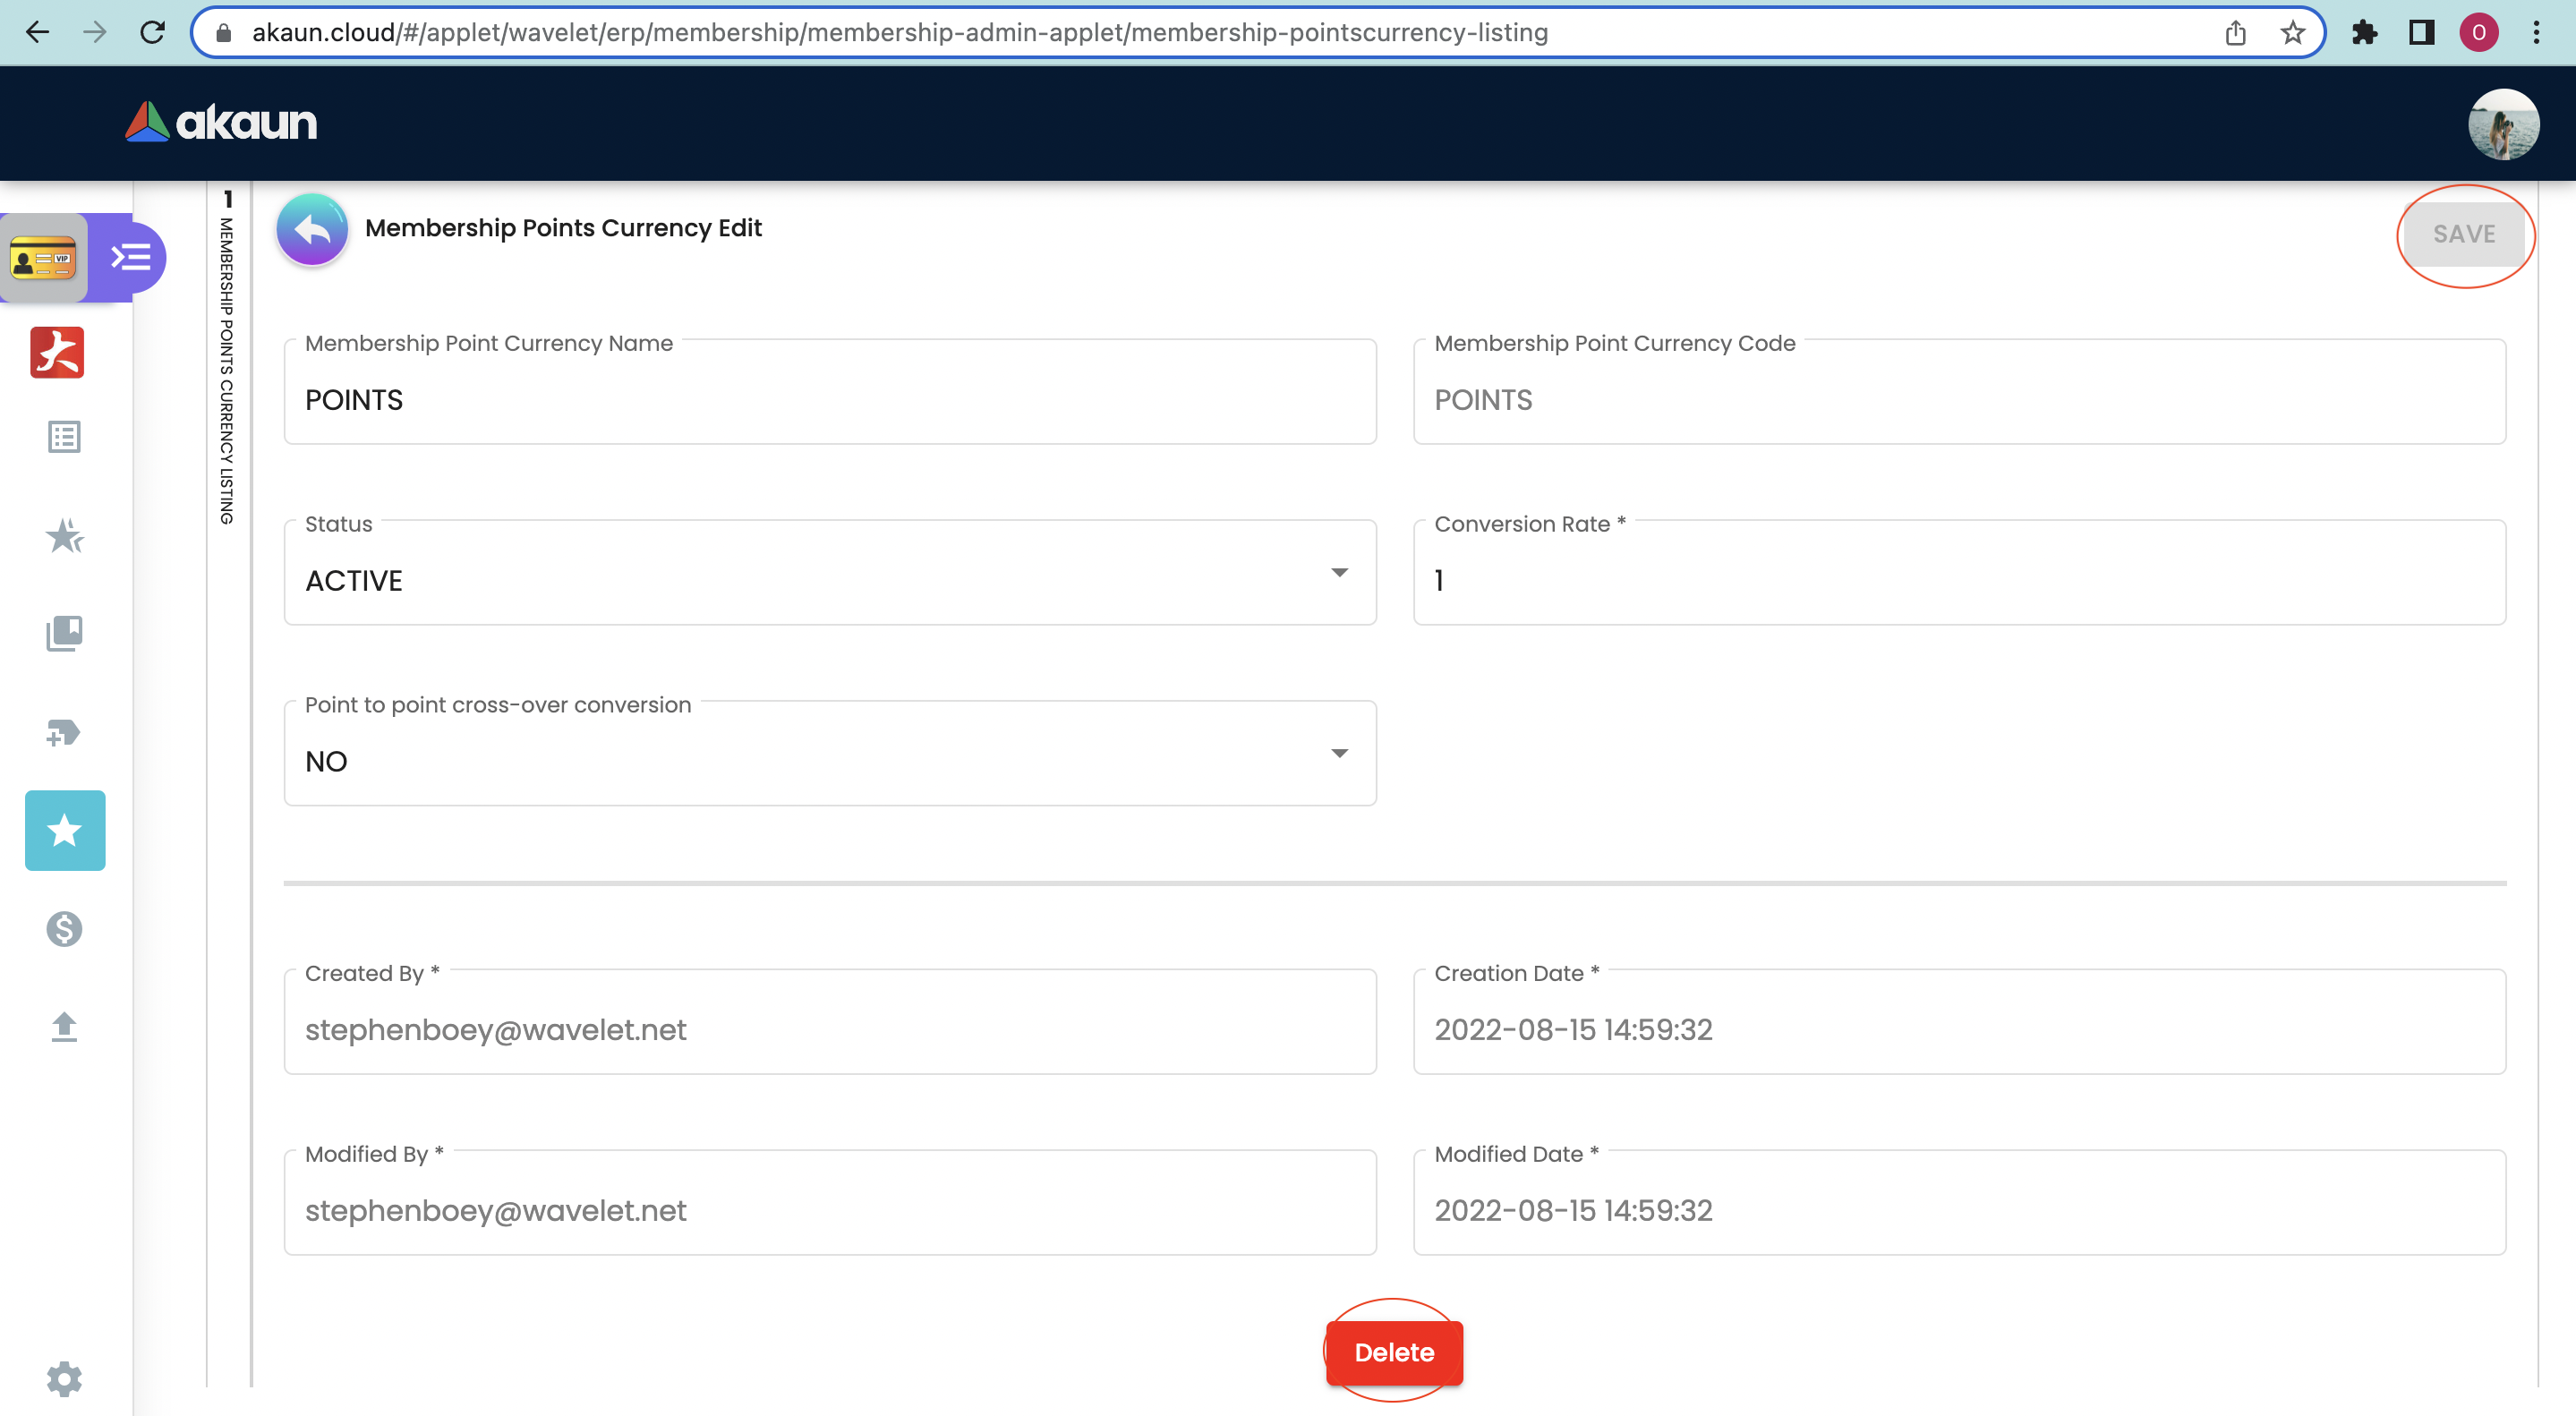 akaun.cloud/#/applet/wavelet/erp/membership/membership-admin-applet/membership-pointscurrency-listing
O
akaun
VIP
1 MEMBERSHIP POINTS CURRENCY LISTING
Membership Points Currency Edit
SAVE
Membership Point Currency Name
POINTS
Membership Point Currency Code
POINTS
Status
ACTIVE
Conversion Rate *
1
Point to point cross-over conversion
NO
Created By *
stephenboey@wavelet.net
Creation Date *
2022-08-15 14:59:32
Modified By *
stephenboey@wavelet.net
Modified Date *
2022-08-15 14:59:32
Delete